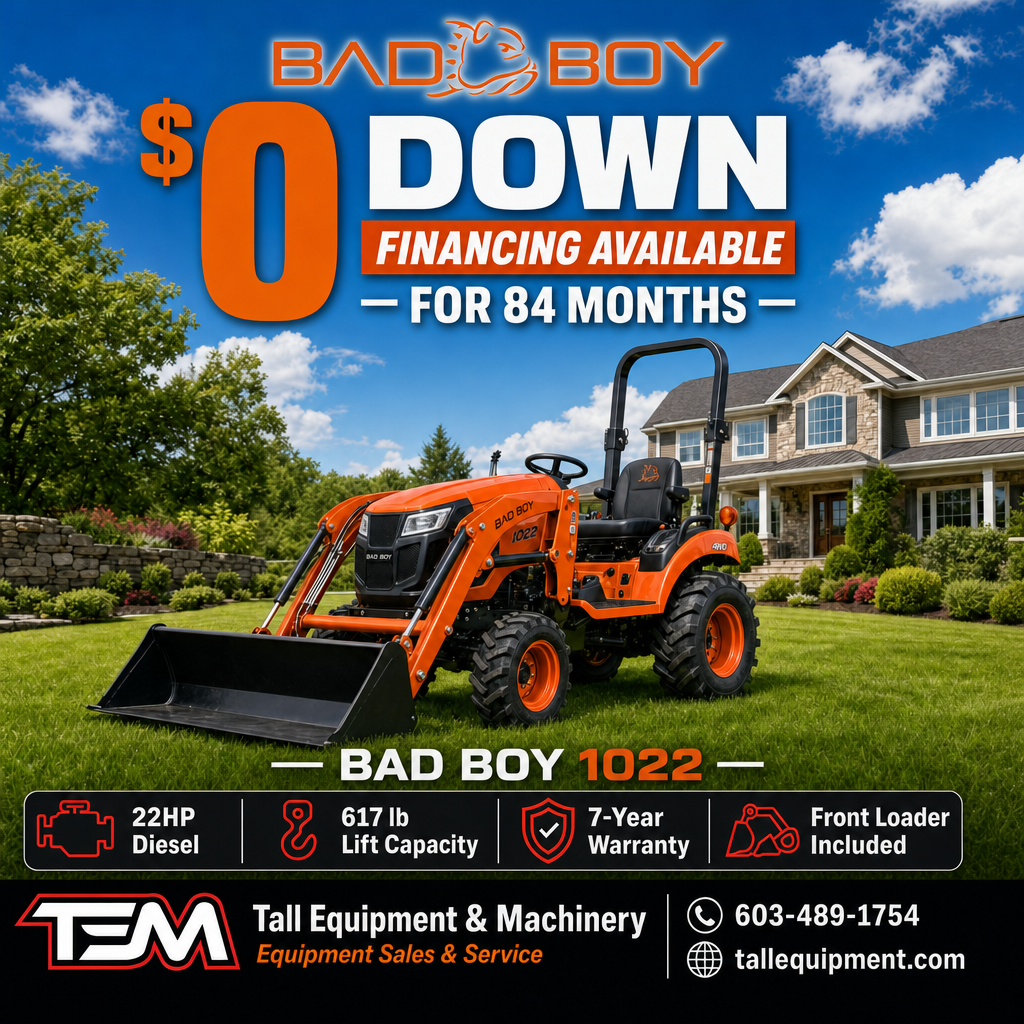 BAD BOY
$0 DOWN
FINANCING AVAILABLE
FOR 84 MONTHS
BAD BOY
1022
BAD BOY
4WD
BAD BOY 1022
22HP
Diesel
617 lb
Lift Capacity
7-Year
Warranty
Front Loader
Included
TEM
Tall Equipment & Machinery
Equipment Sales & Service
603-489-1754
tallequipment.com